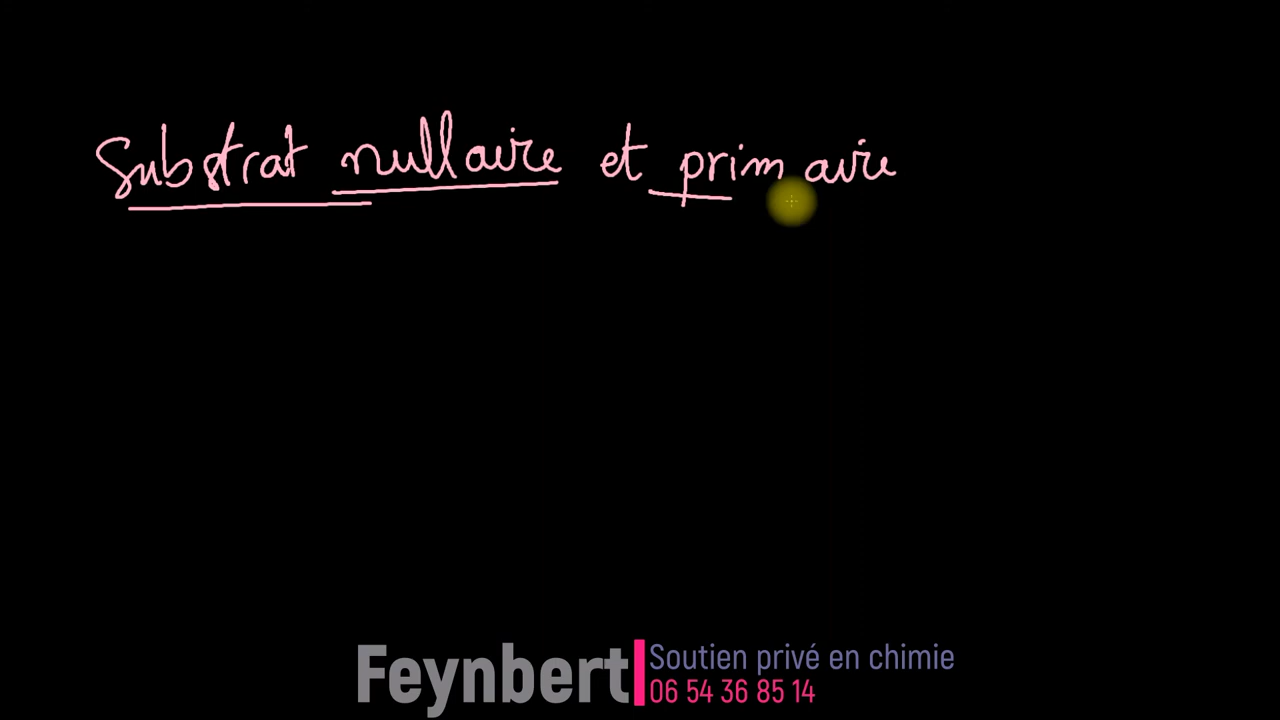 Substrat nullaire et primaire
Feynbert
Soutien privé en chimie
06 54 36 85 14